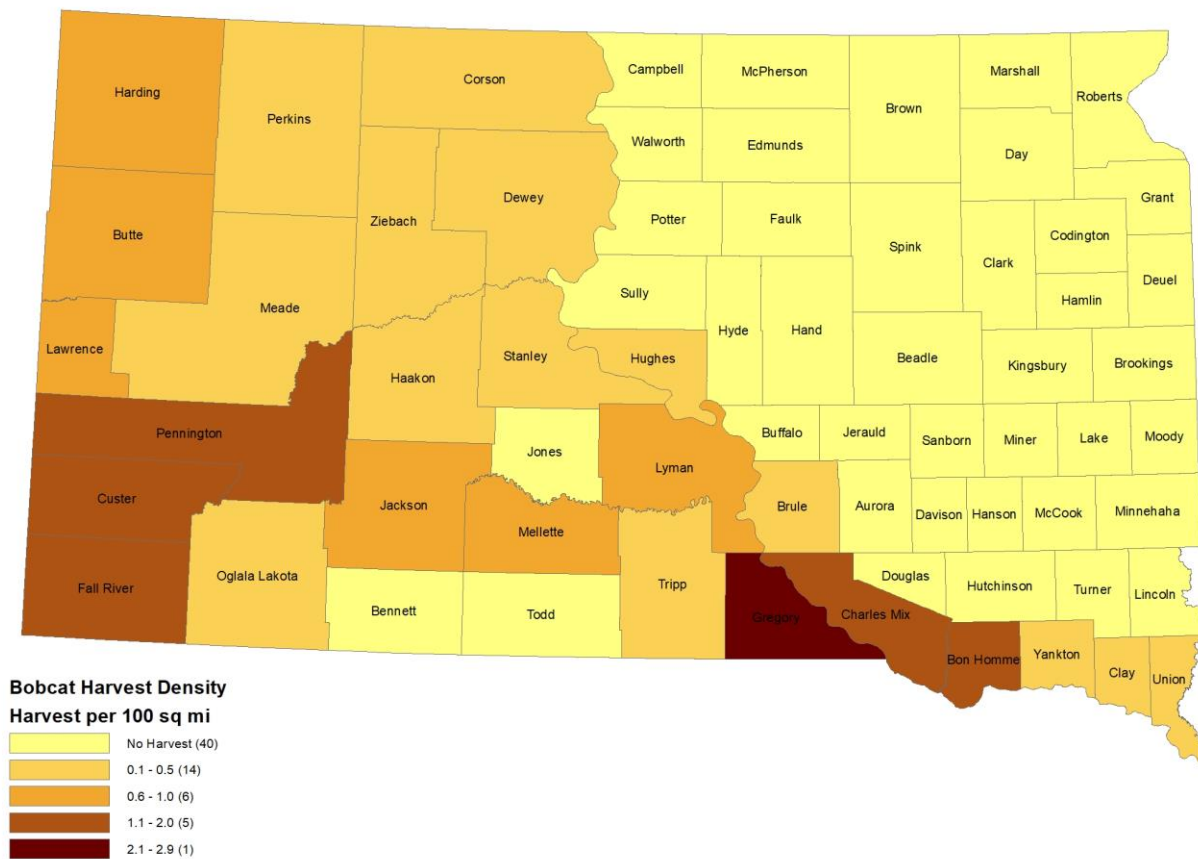 Campbell
McPherson
Marshall
Roberts
Corson
Brown
Harding
Perkins
Walworth
Edmunds
Day
Dewey
Grant
Ziebach
Potter
Faulk
Butte
Spink
Codington
Clark
Deuel
Sully
Hamlin
Meade
Hyde
Hand
Lawrence
Stanley
Hughes
Beadle
Kingsbury
Brookings
Haakon
Pennington
Buffalo
Jerauld
Sanborn
Miner
Lake
Moody
Jones
Lyman
Custer
Jackson
Brule
Aurora
Davison
Hanson
McCook
Minnehaha
Mellette
Oglala Lakota
Fall River
Tripp
Douglas
Hutchinson
Turner
Lincoln
Bennett
Todd
Gregory
Charles Mix
Bon Homme
Yankton
Clay
Union
Bobcat Harvest Density
Harvest per 100 sq mi
No Harvest (40)
0.1 - 0.5 (14)
0.6 - 1.0 (6)
1.1 - 2.0 (5)
2.1 - 2.9 (1)